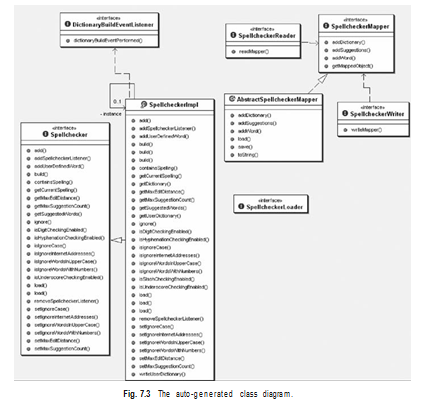 «interface»
DictionaryBuildEventListener
dictionaryBuildEventPerformed()
«interface»
SpellcheckerReader
readMapper()
«interface»
SpellcheckerMapper
addDictionary()
addSuggestions()
addWord()
getMappedObject()
0..1
- instance
SpellcheckerImpl
add()
addSpellcheckerListener()
addUserDefinedWord()
build()
build()
build()
containsSpelling()
getCurrentSpelling()
getDictionary()
getMaxEditDistance()
getMaxSuggestionCount()
getSuggestedWords()
getUserDictionary()
ignore()
isDigitCheckingEnabled()
isHyphenationCheckingEnabled()
isIgnoreCase()
isIgnoreInternetAddresses()
isIgnoreWordsInUpperCase()
isIgnoreWordsWithNumbers()
isSlashCheckingEnabled()
isUnderscoreCheckingEnabled()
load()
load()
load()
removeSpellcheckerListener()
setIgnoreCase()
setIgnoreInternetAddresses()
setIgnoreWordsInUpperCase()
setIgnoreWordsWithNumbers()
setMaxEditDistance()
setMaxSuggestionCount()
writeUserDictionary()
«interface»
Spellchecker
add()
addSpellcheckerListener()
addUserDefinedWord()
build()
containsSpelling()
getCurrentSpelling()
getMaxEditDistance()
getMaxSuggestionCount()
getSuggestedWords()
ignore()
isDigitCheckingEnabled()
isHyphenationCheckingEnabled()
isIgnoreCase()
isIgnoreInternetAddresses()
isIgnoreWordsInUpperCase()
isIgnoreWordsWithNumbers()
isUnderscoreCheckingEnabled()
load()
load()
removeSpellcheckerListener()
setIgnoreCase()
setIgnoreInternetAddresses()
setIgnoreWordsInUpperCase()
setIgnoreWordsWithNumbers()
setMaxEditDistance()
setMaxSuggestionCount()
AbstractSpellcheckerMapper
addDictionary()
addSuggestions()
addWord()
load()
save()
toString()
«interface»
SpellcheckerWriter
writeMapper()
«interface»
SpellcheckerLoader
Fig. 7.3 The auto-generated class diagram.